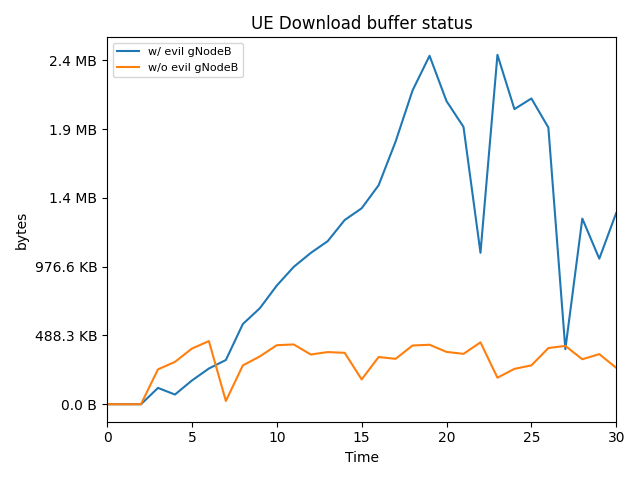 UE Download buffer status
w/ evil gNodeB
w/o evil gNodeB
2.4 MB
1.9 MB
1.4 MB
976.6 KB
488.3 KB
0.0 B
bytes
0 5 10 15 20 25 30
Time